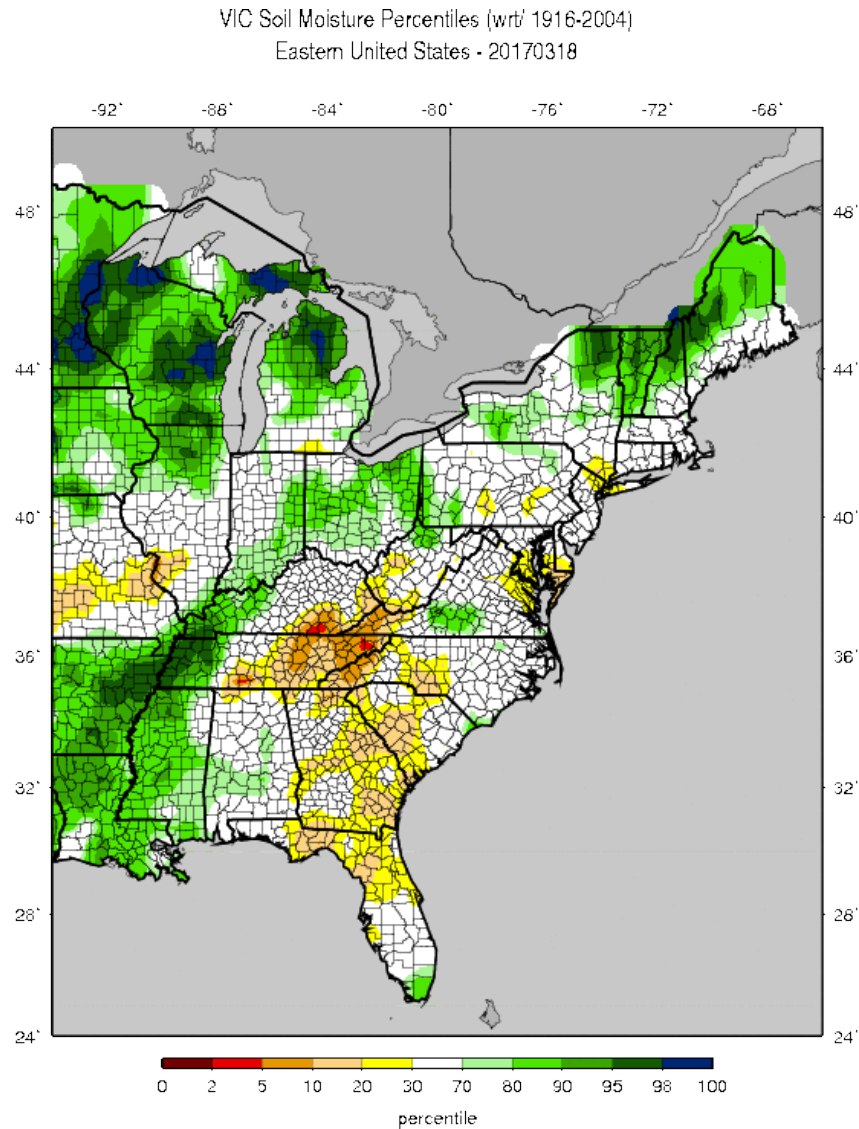 VIC Soil Moisture Percentiles (wrt/ 1916-2004)
Eastern United States - 20170318
-92˚ -88˚ -84˚ -80˚ -76˚ -72˚ -68˚
48˚ 48˚
44˚ 44˚
40˚ 40˚
36˚ 36˚
32˚ 32˚
28˚ 28˚
24˚ 24˚
0 2 5 10 20 30 70 80 90 95 98 100
percentile